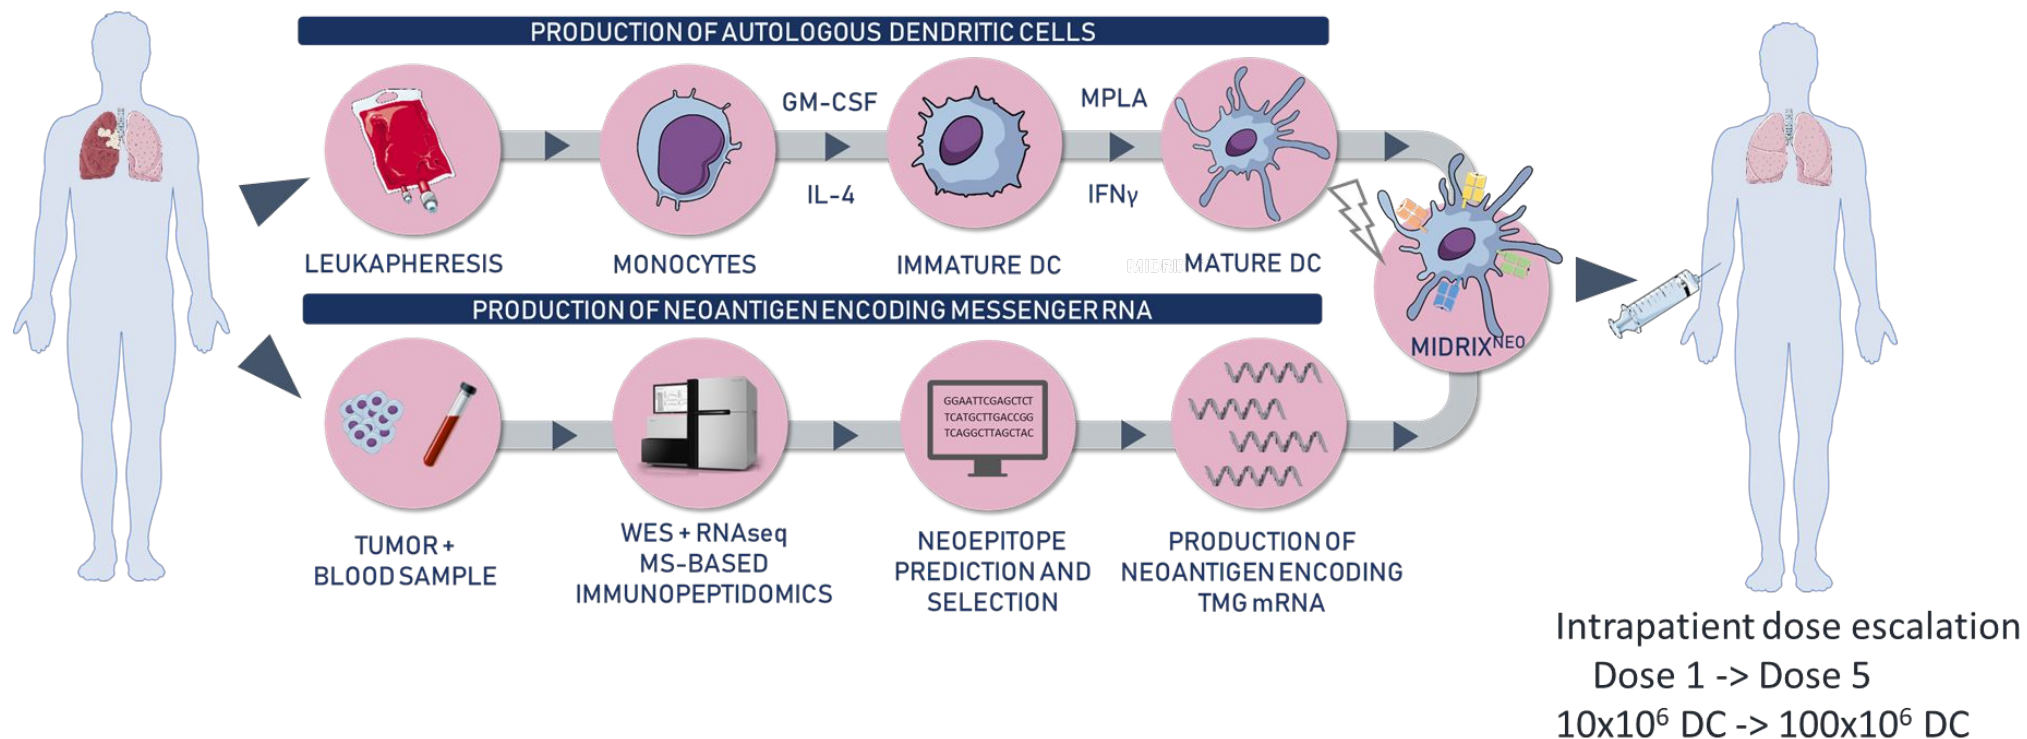 PRODUCTION OF AUTOLOGOUS DENDRITIC CELLS
GM-CSF
IL-4
MPLA
IFNγ
LEUKAPHERESIS
MONOCYTES
IMMATURE DC
MIDRIX
MATURE DC
PRODUCTION OF NEOANTIGEN ENCODING MESSENGER RNA
MIDRIXᴺᴱᴼ
GGAATTCGAGCTCT
TCATGCTTGACCGG
TCAGGCTTAGCTAC
TUMOR +
BLOOD SAMPLE
WES + RNAseq
MS-BASED
IMMUNOPEPTIDOMICS
NEOEPITOPE
PREDICTION AND
SELECTION
PRODUCTION OF
NEOANTIGEN ENCODING
TMG mRNA
Intrapatient dose escalation
Dose 1 -> Dose 5
10x10⁶ DC -> 100x10⁶ DC